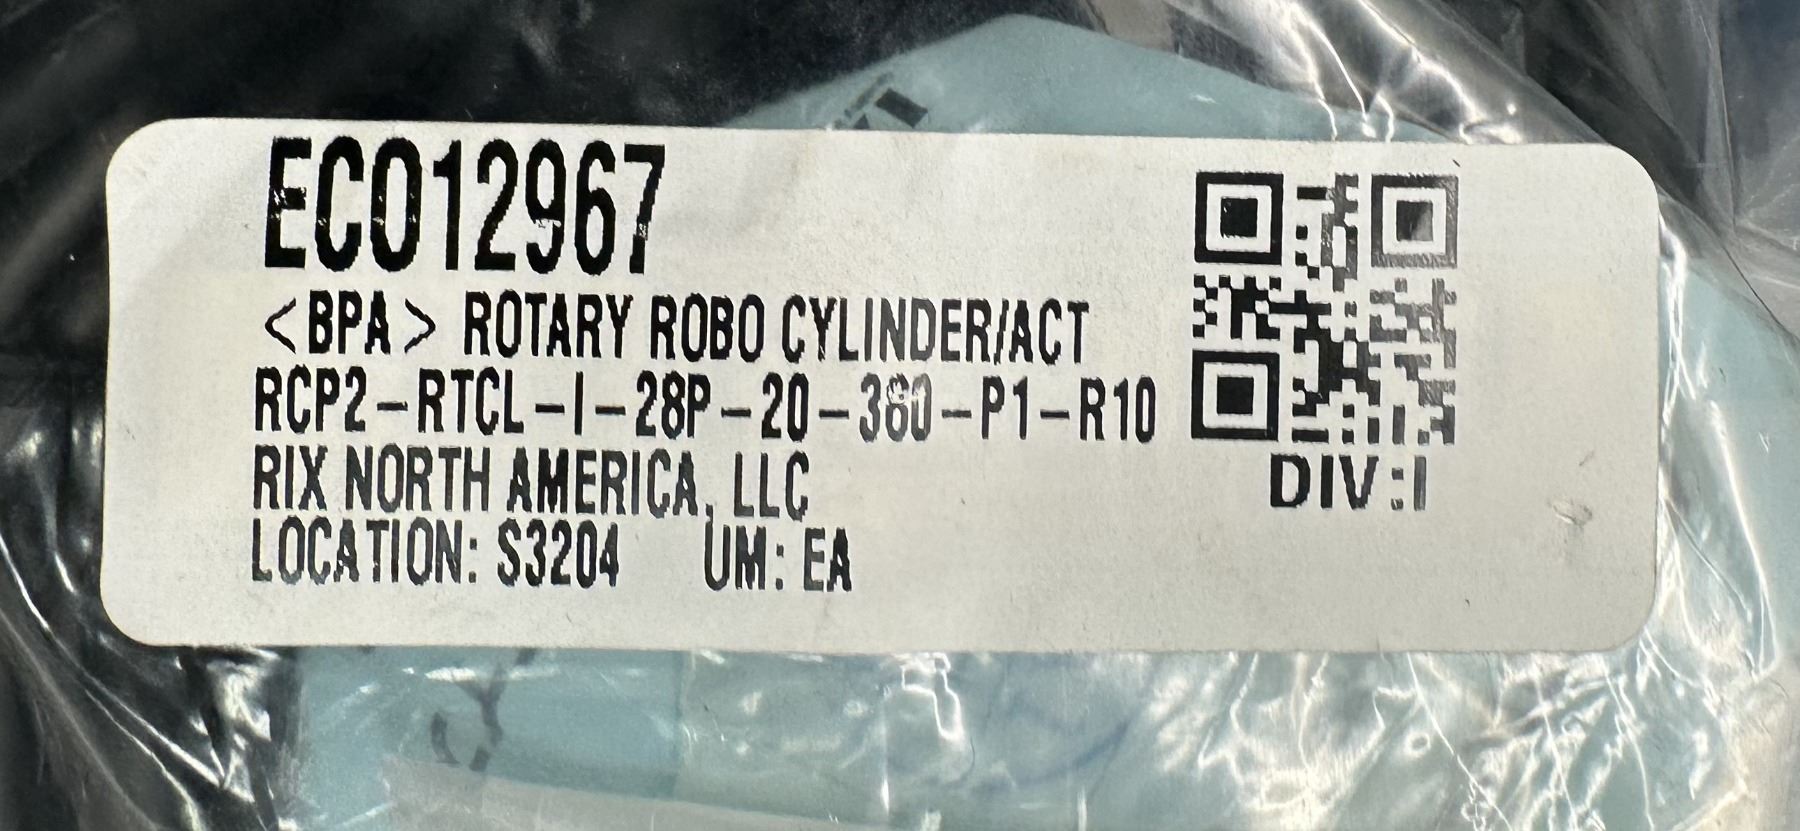 ECO12967
<BPA> ROTARY ROBO CYLINDER/ACT
RCP2-RTCL-I-28P-20-360-P1-R10
RIX NORTH AMERICA, LLC
LOCATION: S3204 UM: EA
DIV:I